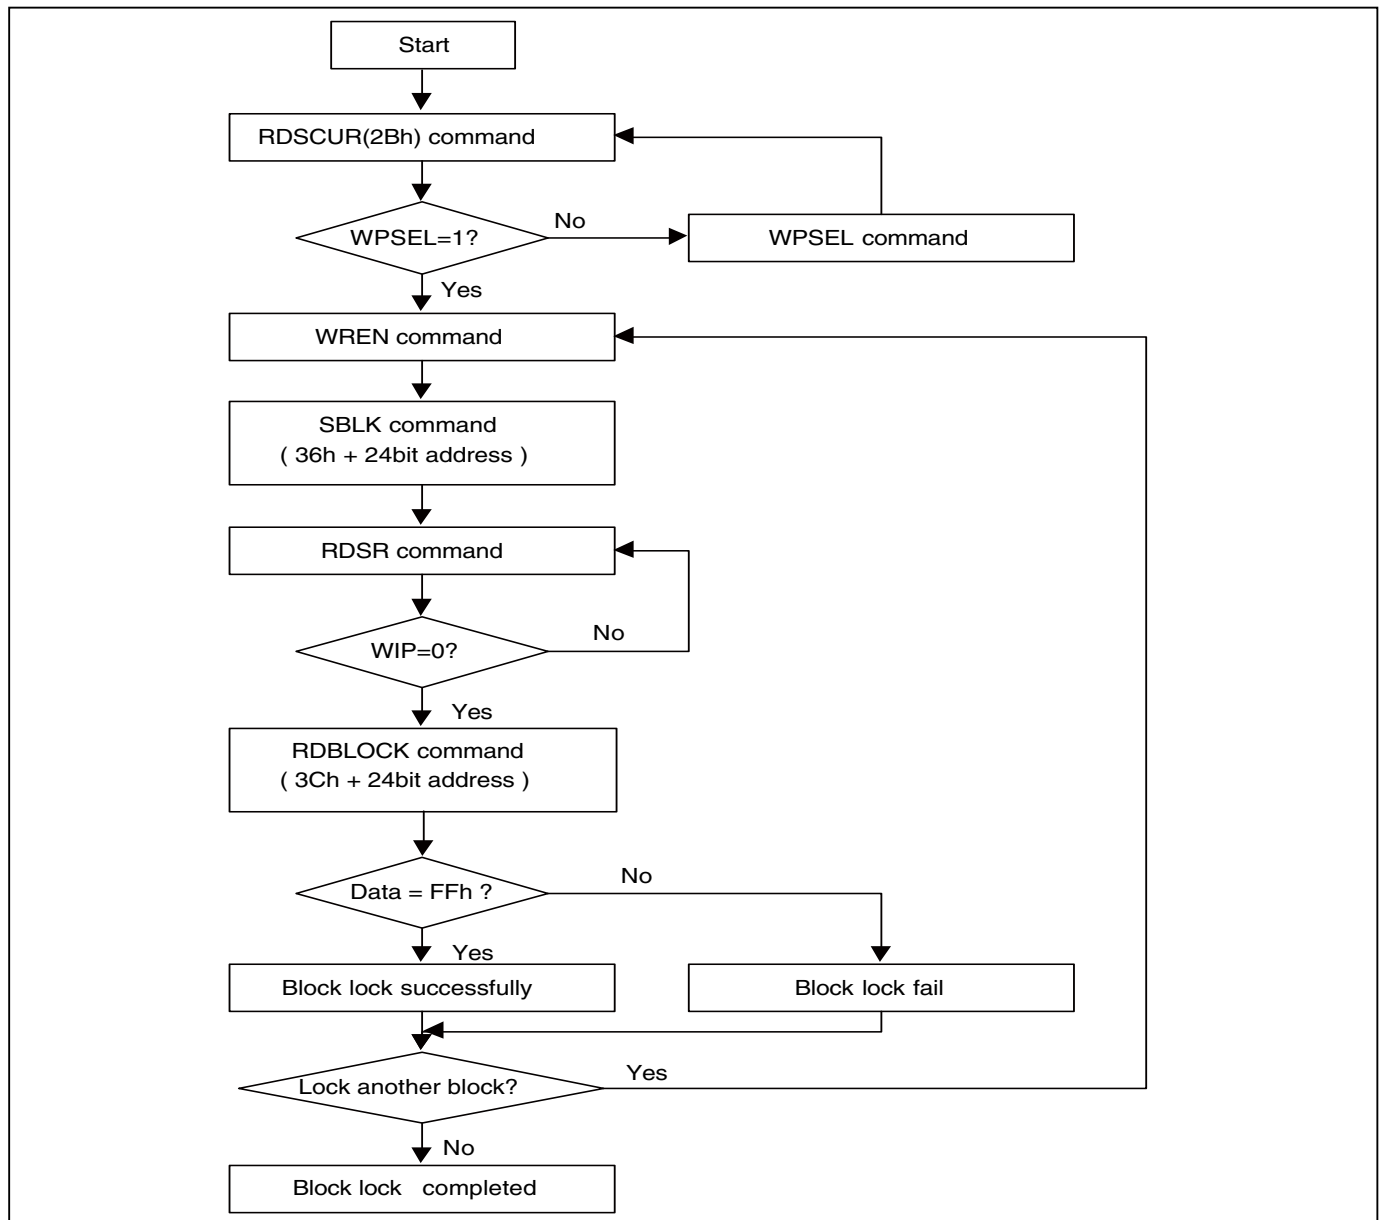 Start
RDSCUR(2Bh) command
WPSEL=1?
No
WPSEL command
Yes
WREN command
SBLK command
( 36h + 24bit address )
RDSR command
WIP=0?
No
Yes
RDBLOCK command
( 3Ch + 24bit address )
Data = FFh ?
No
Yes
Block lock successfully
Block lock fail
Lock another block?
Yes
No
Block lock completed